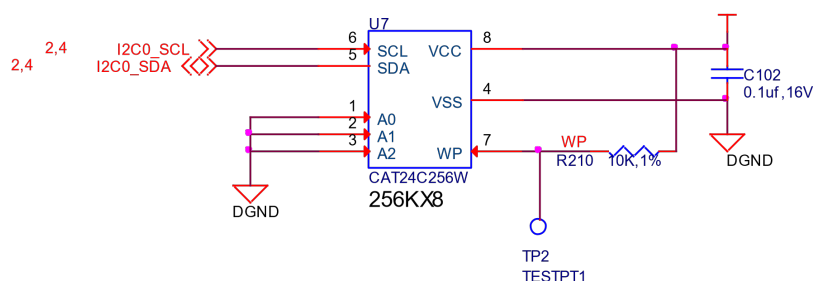 U7
2,4 I2C0_SCL 6 SCL VCC 8
2,4 I2C0_SDA 5 SDA
C102
0.1uf,16V
VSS 4
1 A0
2 A1
3 A2 WP 7 WP
R210 10K,1%
DGND
CAT24C256W
256KX8
DGND
TP2
TESTPT1